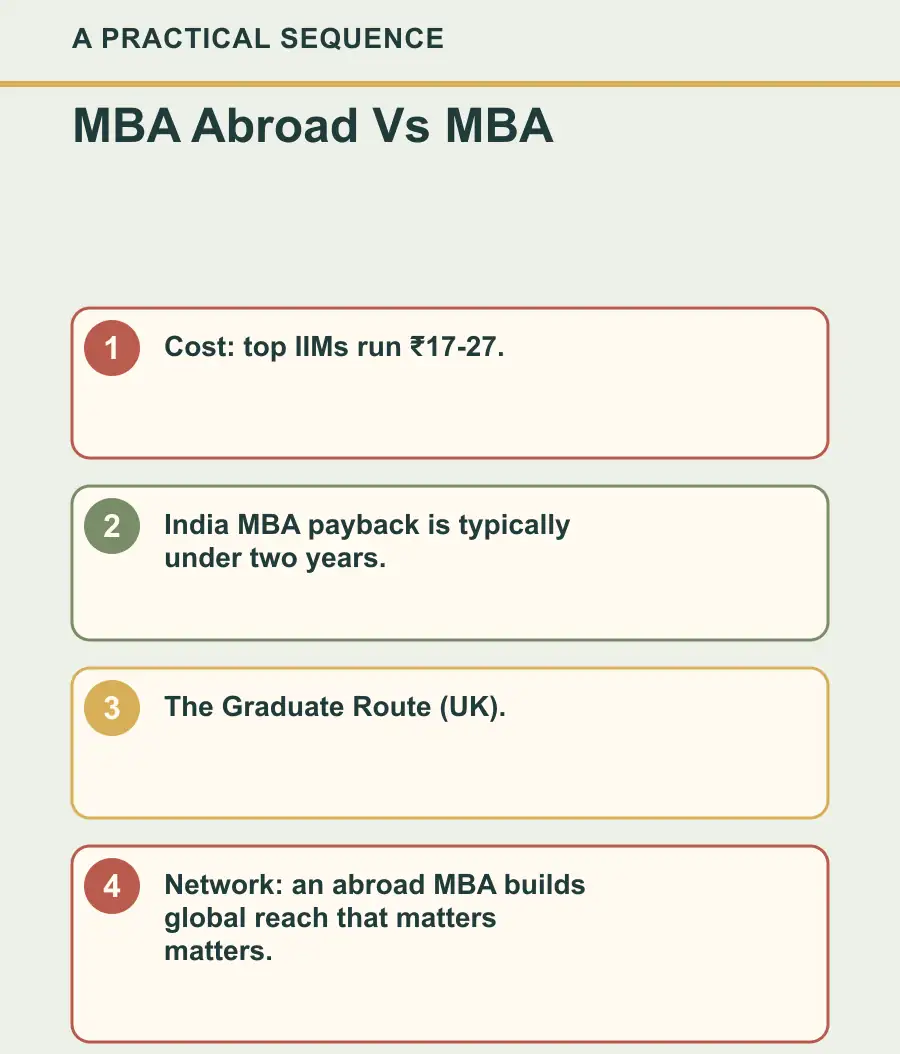 A PRACTICAL SEQUENCE
MBA Abroad Vs MBA
1
Cost: top IIMs run ₹17-27.
2
India MBA payback is typically
under two years.
3
The Graduate Route (UK).
4
Network: an abroad MBA builds
global reach that matters
matters.